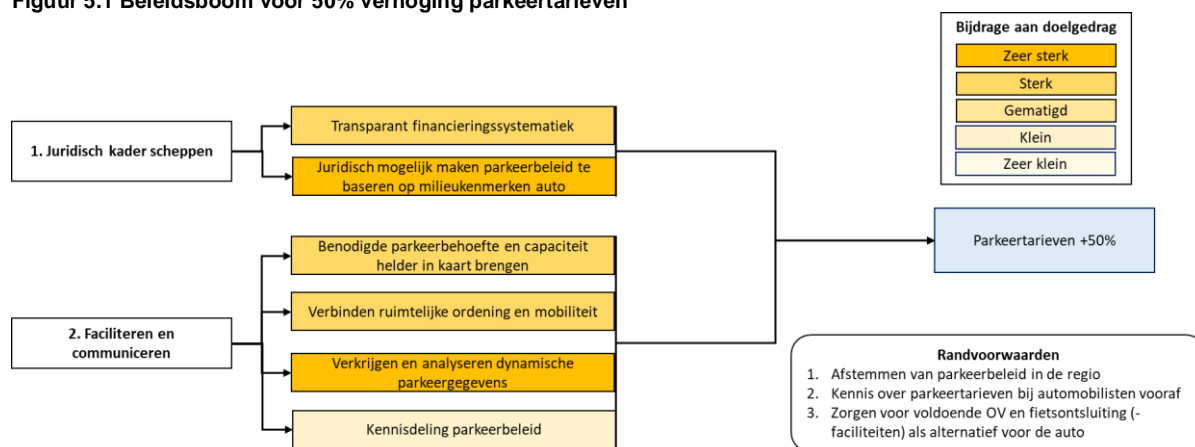 Figuur 5.1 Beleidsboom voor 50% verhoging parkeertarieven
Bijdrage aan doelgedrag
Zeer sterk
Sterk
Gematigd
Klein
Zeer klein
1. Juridisch kader scheppen
Transparant financieringssystematiek
Juridisch mogelijk maken parkeerbeleid te
baseren op milieukenmerken auto
2. Faciliteren en
communiceren
Benodigde parkeerbehoefte en capaciteit
helder in kaart brengen
Verbinden ruimtelijke ordening en mobiliteit
Verkrijgen en analyseren dynamische
parkeergegevens
Kennisdeling parkeerbeleid
Parkeertarieven +50%
Randvoorwaarden
1. Afstemmen van parkeerbeleid in de regio
2. Kennis over parkeertarieven bij automobilisten vooraf
3. Zorgen voor voldoende OV en fietsontsluiting (-
faciliteiten) als alternatief voor de auto